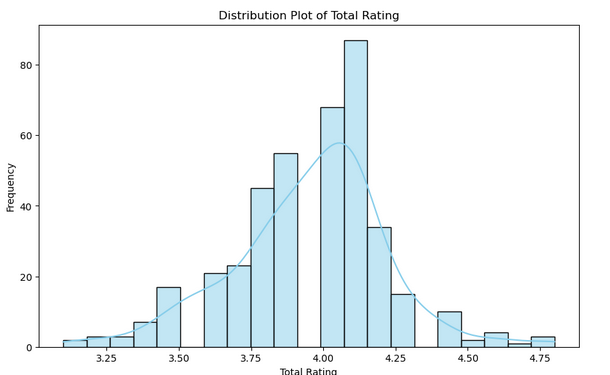 Distribution Plot of Total Rating
80
60
40
20
0
Frequency
3.25 3.50 3.75 4.00 4.25 4.50 4.75
Total Rating